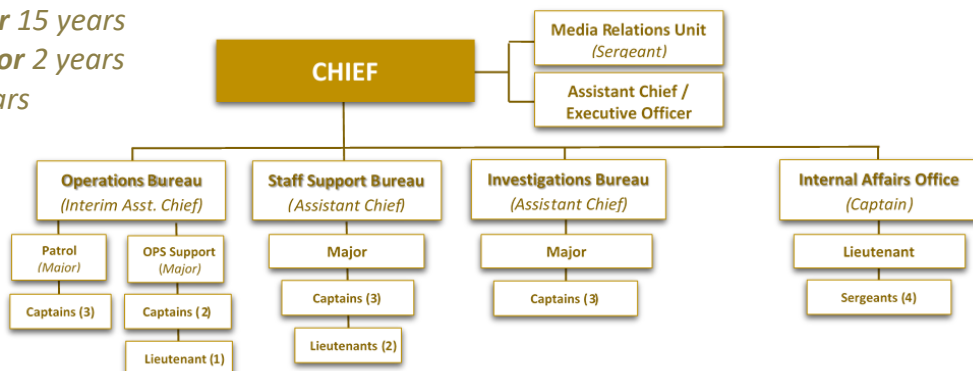 r 15 years
or 2 years
ars
CHIEF
Media Relations Unit
(Sergeant)
Assistant Chief /
Executive Officer
Operations Bureau
(Interim Asst. Chief)
Staff Support Bureau
(Assistant Chief)
Investigations Bureau
(Assistant Chief)
Internal Affairs Office
(Captain)
Patrol
(Major)
OPS Support
(Major)
Major
Major
Lieutenant
Captains (3)
Captains (2)
Captains (3)
Captains (3)
Sergeants (4)
Lieutenant (1)
Lieutenants (2)